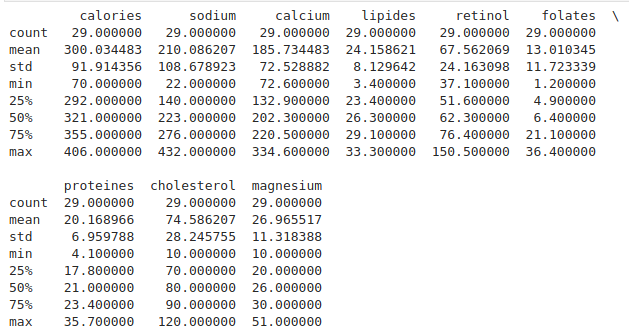 calories sodium calcium lipides retinol folates \
count 29.000000 29.000000 29.000000 29.000000 29.000000 29.000000
mean 300.034483 210.086207 185.734483 24.158621 67.562069 13.010345
std 91.914356 108.678923 72.528882 8.129642 24.163098 11.723339
min 70.000000 22.000000 72.600000 3.400000 37.100000 1.200000
25% 292.000000 140.000000 132.900000 23.400000 51.600000 4.900000
50% 321.000000 223.000000 202.300000 26.300000 62.300000 6.400000
75% 355.000000 276.000000 220.500000 29.100000 76.400000 21.100000
max 406.000000 432.000000 334.600000 33.300000 150.500000 36.400000
proteines cholesterol magnesium
count 29.000000 29.000000 29.000000
mean 20.168966 74.586207 26.965517
std 6.959788 28.245755 11.318388
min 4.100000 10.000000 10.000000
25% 17.800000 70.000000 20.000000
50% 21.000000 80.000000 26.000000
75% 23.400000 90.000000 30.000000
max 35.700000 120.000000 51.000000